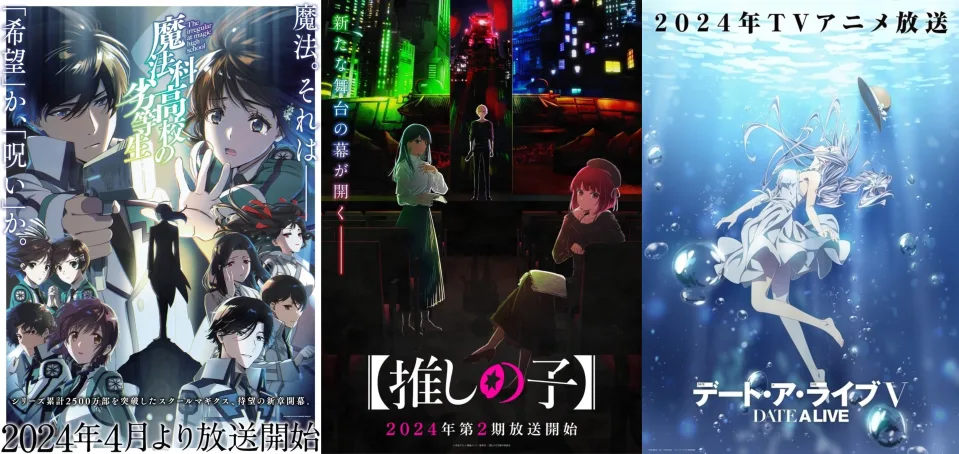 魔法。それは——
「希望」か、「呪い」か。
The irregular
at magic
high
school
魔法科高校の
劣等生
シリーズ累計2500万部を突破したスクールマギクス、待望の新章開幕。
2024年4月より放送開始
新たな舞台の幕が開く——
【推しの子】
2024年第2期放送開始
2024年TVアニメ放送
デート・ア・ライブⅤ
DATE A LIVE